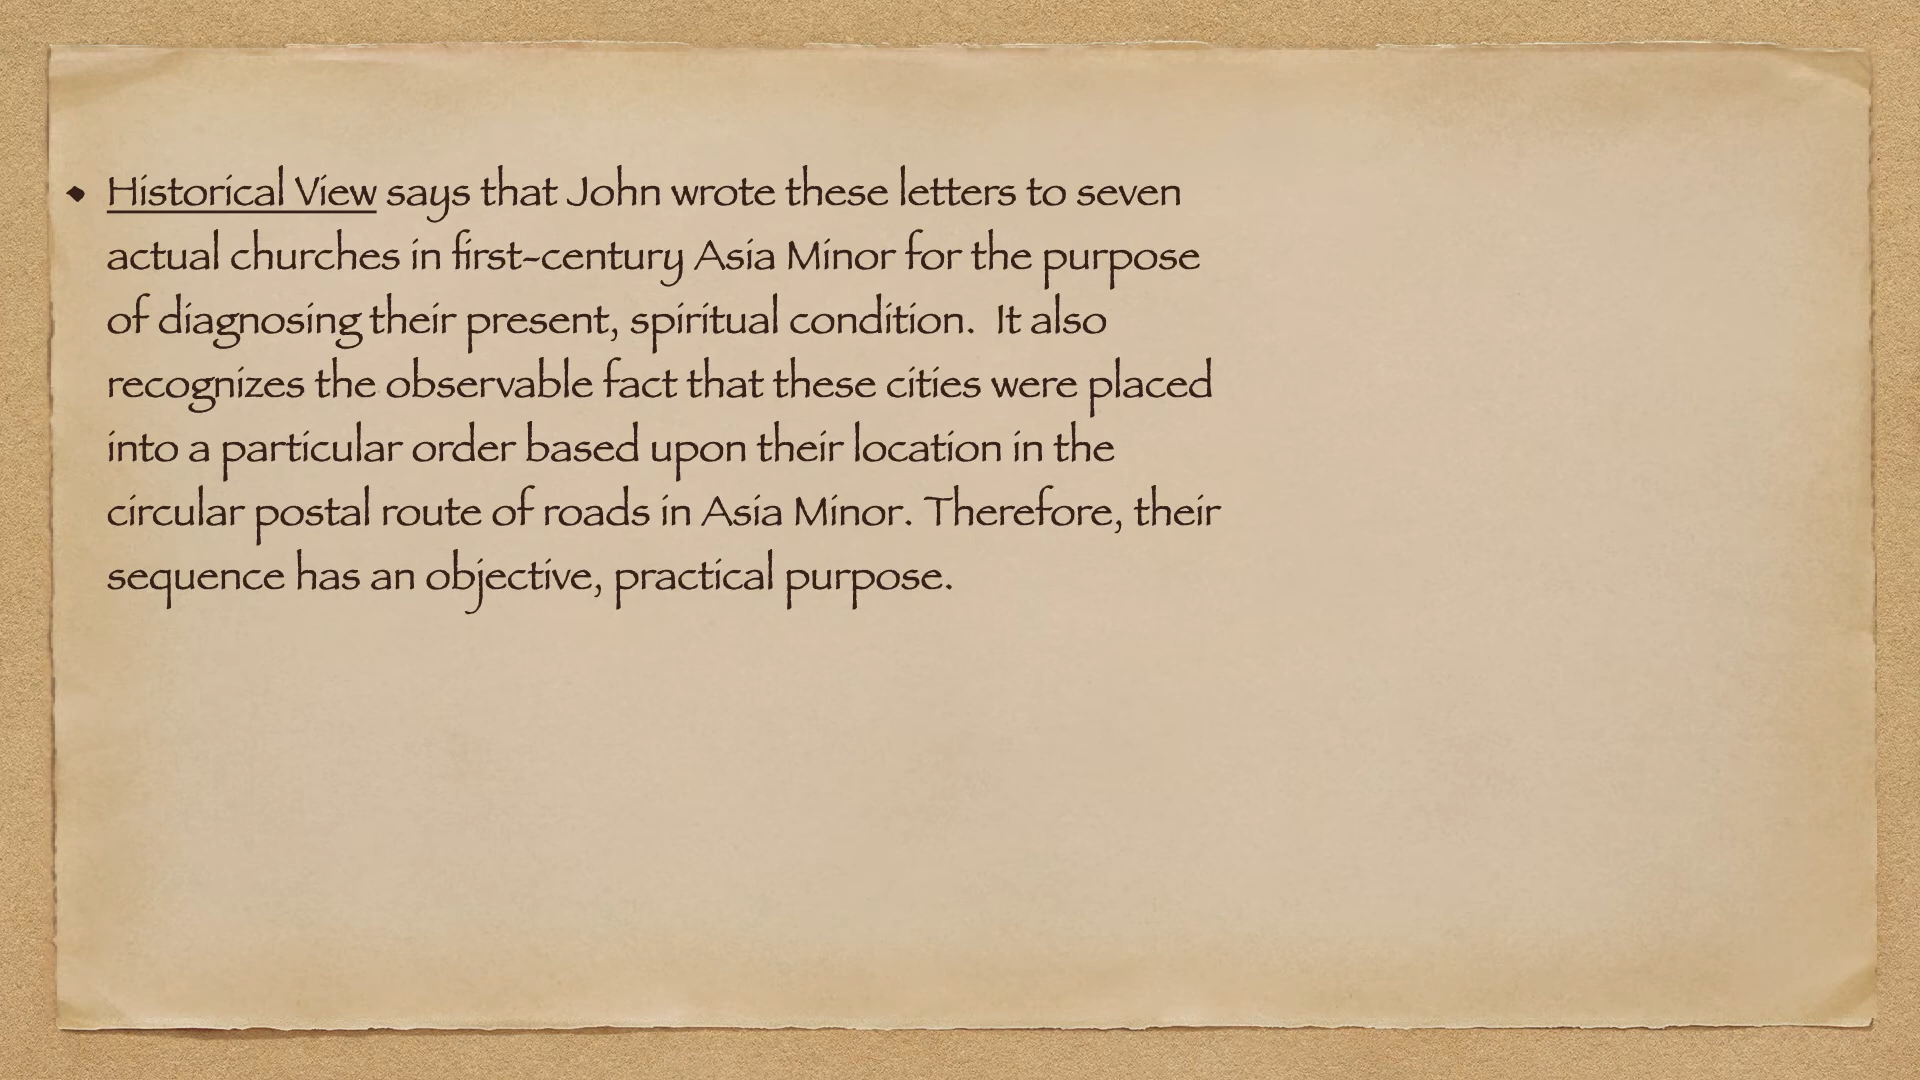 • Historical View says that John wrote these letters to seven
actual churches in first-century Asia Minor for the purpose
of diagnosing their present, spiritual condition.  It also
recognizes the observable fact that these cities were placed
into a particular order based upon their location in the
circular postal route of roads in Asia Minor. Therefore, their
sequence has an objective, practical purpose.